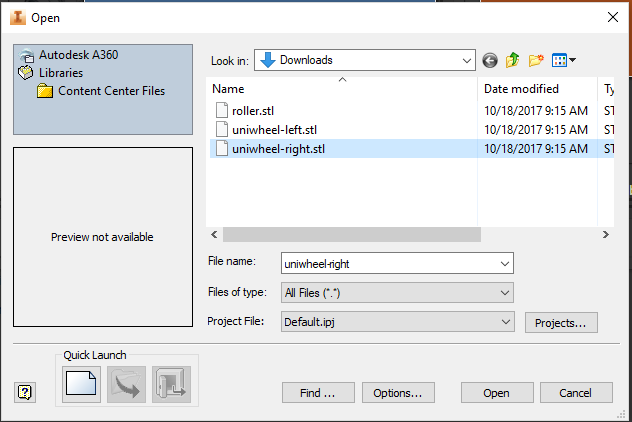 Open
Autodesk A360
Libraries
Content Center Files
Preview not available
Look in: Downloads
Name Date modified Ty
roller.stl 10/18/2017 9:15 AM ST
uniwheel-left.stl 10/18/2017 9:15 AM ST
uniwheel-right.stl 10/18/2017 9:15 AM ST
File name: uniwheel-right
Files of type: All Files (*.*)
Project File: Default.ipj Projects...
Quick Launch
Find ... Options... Open Cancel